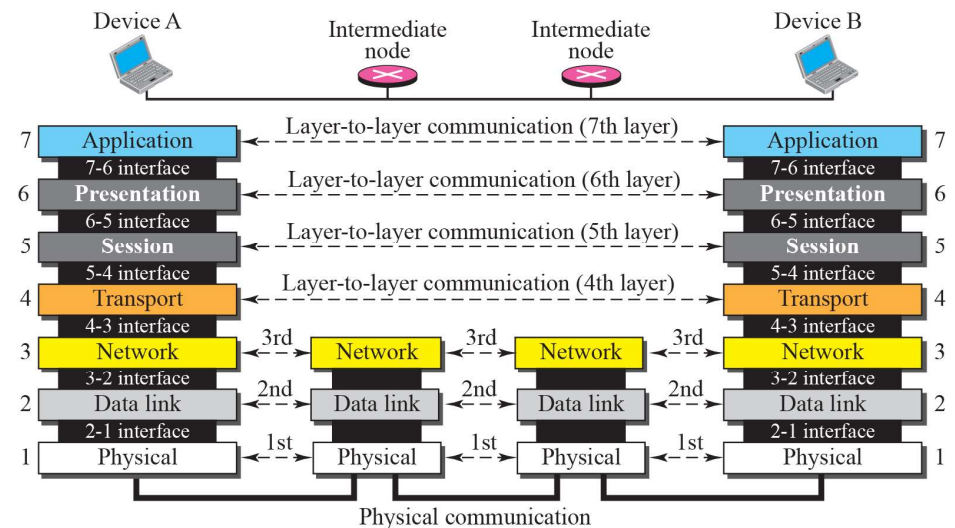 Device A
Intermediate
node
Intermediate
node
Device B
7 Application Layer-to-layer communication (7th layer) Application 7
7-6 interface 7-6 interface
6 Presentation Layer-to-layer communication (6th layer) Presentation 6
6-5 interface 6-5 interface
5 Session Layer-to-layer communication (5th layer) Session 5
5-4 interface 5-4 interface
4 Transport Layer-to-layer communication (4th layer) Transport 4
4-3 interface 4-3 interface
3 Network 3rd Network 3rd Network 3rd Network 3
3-2 interface 3-2 interface
2 Data link 2nd Data link 2nd Data link 2nd Data link 2
2-1 interface 2-1 interface
1 Physical 1st Physical 1st Physical 1st Physical 1
Physical communication